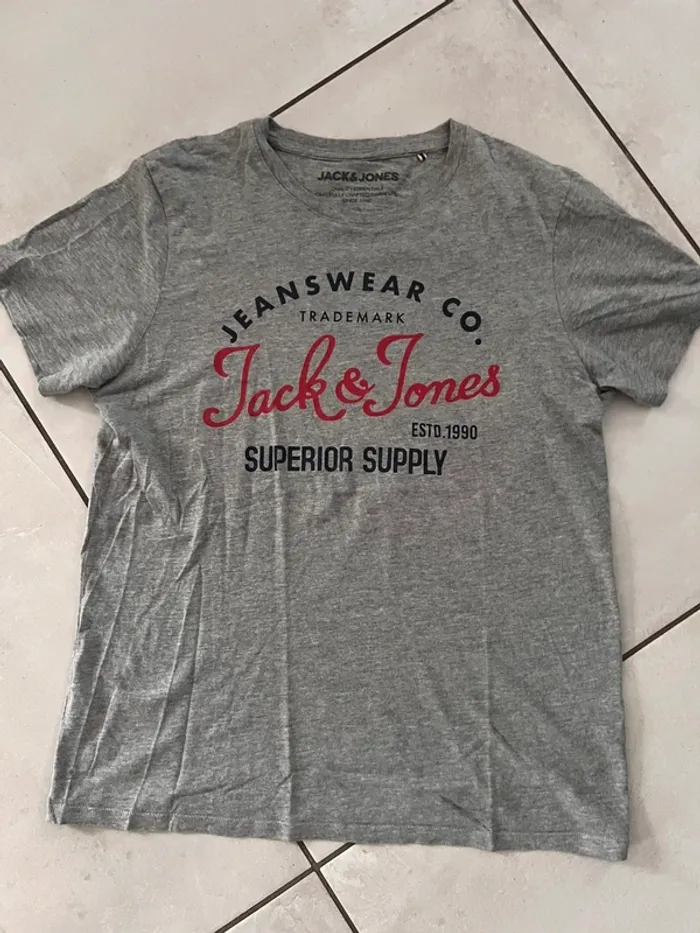 JACK&JONES
JEANSWEAR CO.
TRADEMARK
Jack & Jones
ESTD.1990
SUPERIOR SUPPLY